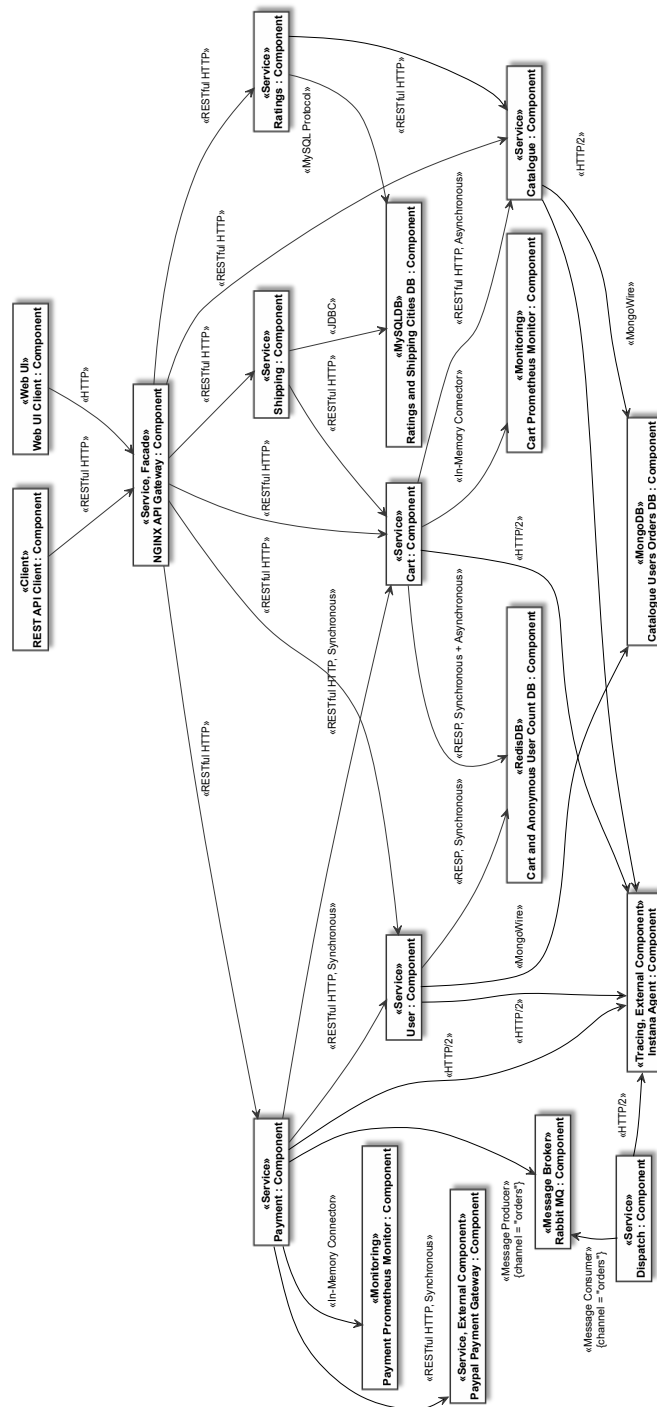 «Client»
REST API Client : Component
«Web UI»
Web UI Client : Component
«RESTful HTTP»
«HTTP»
«Service, Facade»
NGINX API Gateway : Component
«RESTful HTTP»
«RESTful HTTP»
«RESTful HTTP»
«RESTful HTTP»
«RESTful HTTP»
«RESTful HTTP»
«Service»
Payment : Component
«Service»
Shipping : Component
«Service»
Ratings : Component
«In-Memory Connector»
«RESTful HTTP, Synchronous»
«RESTful HTTP, Synchronous»
«RESTful HTTP»
«JDBC»
«MySQL Protocol»
«RESTful HTTP»
«Monitoring»
Payment Prometheus Monitor : Component
«Service»
User : Component
«Service»
Cart : Component
«MySQLDB»
Ratings and Shipping Cities DB : Component
«RESTful HTTP, Synchronous»
«HTTP/2»
«RESP, Synchronous»
«RESP, Synchronous + Asynchronous»
«In-Memory Connector»
«RESTful HTTP, Asynchronous»
«Service, External Component»
Paypal Payment Gateway : Component
«Message Producer»
{channel = "orders"}
«HTTP/2»
«MongoWire»
«HTTP/2»
«RedisDB»
Cart and Anonymous User Count DB : Component
«Monitoring»
Cart Prometheus Monitor : Component
«Service»
Catalogue : Component
«HTTP/2»
«MongoWire»
«Message Broker»
Rabbit MQ : Component
«Message Consumer»
{channel = "orders"}
«HTTP/2»
«Service»
Dispatch : Component
«Tracing, External Component»
Instana Agent : Component
«MongoDB»
Catalogue Users Orders DB : Component